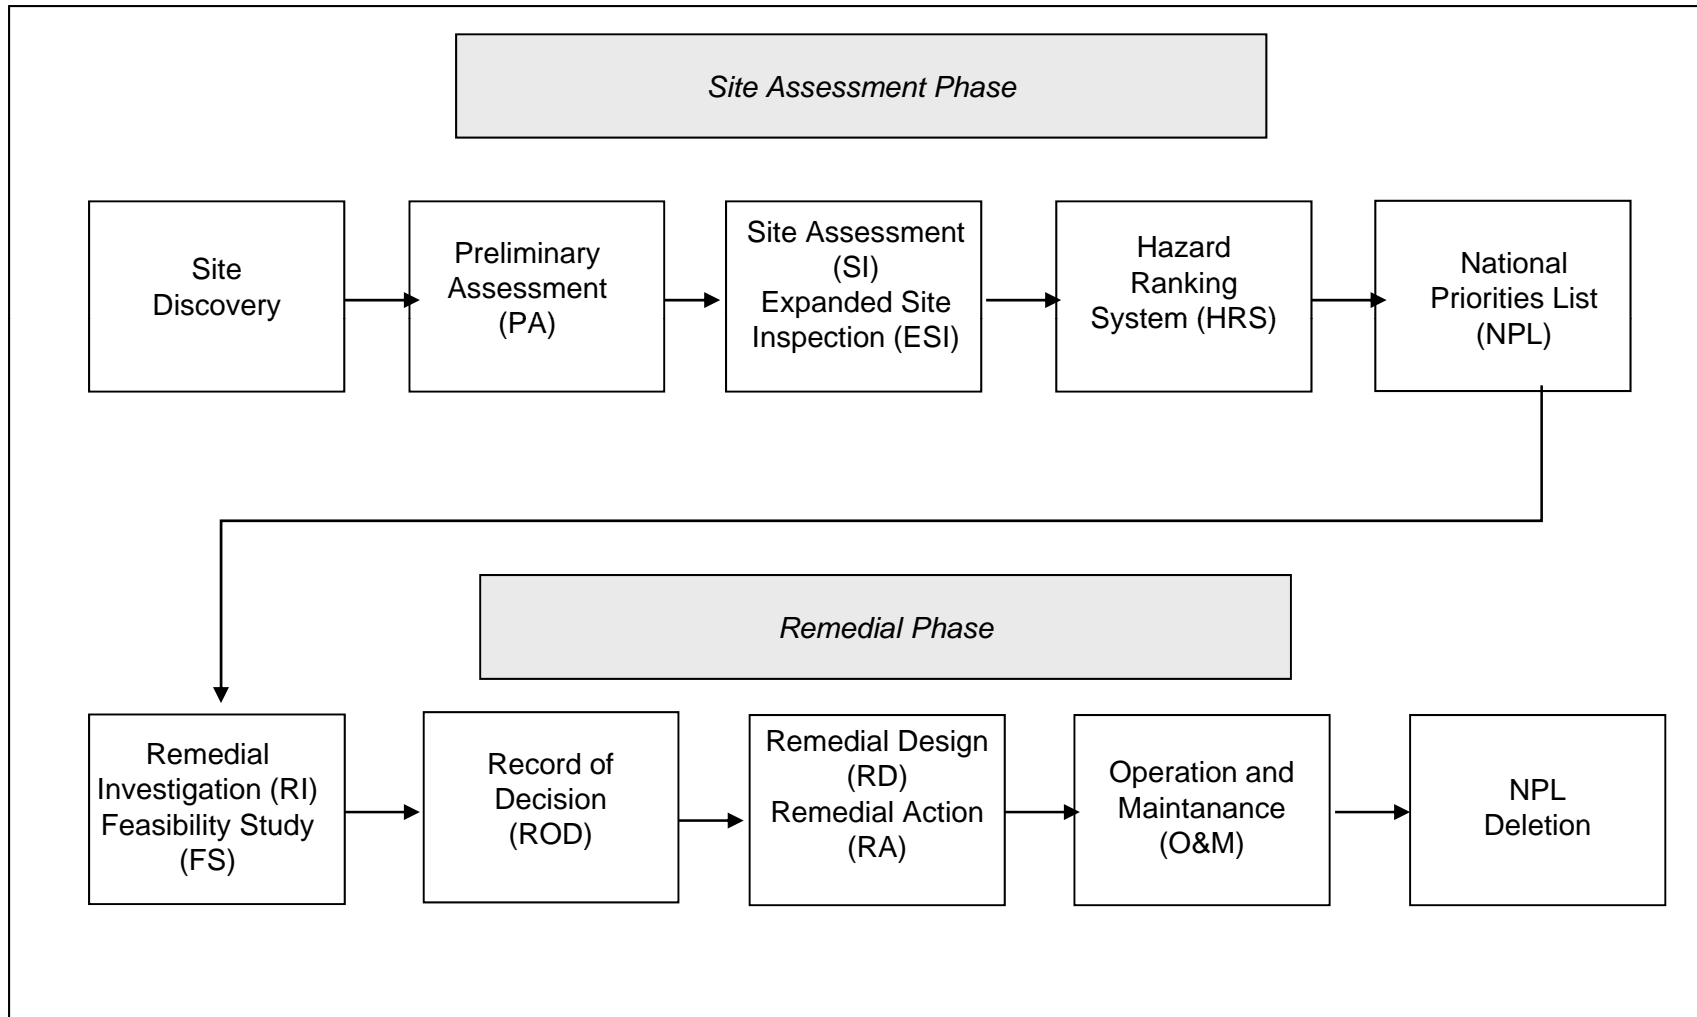 Site Assessment Phase
Site
Discovery
Preliminary
Assessment
(PA)
Site Assessment
(SI)
Expanded Site
Inspection (ESI)
Hazard
Ranking
System (HRS)
National
Priorities List
(NPL)
Remedial Phase
Remedial
Investigation (RI)
Feasibility Study
(FS)
Record of
Decision
(ROD)
Remedial Design
(RD)
Remedial Action
(RA)
Operation and
Maintanance
(O&M)
NPL
Deletion